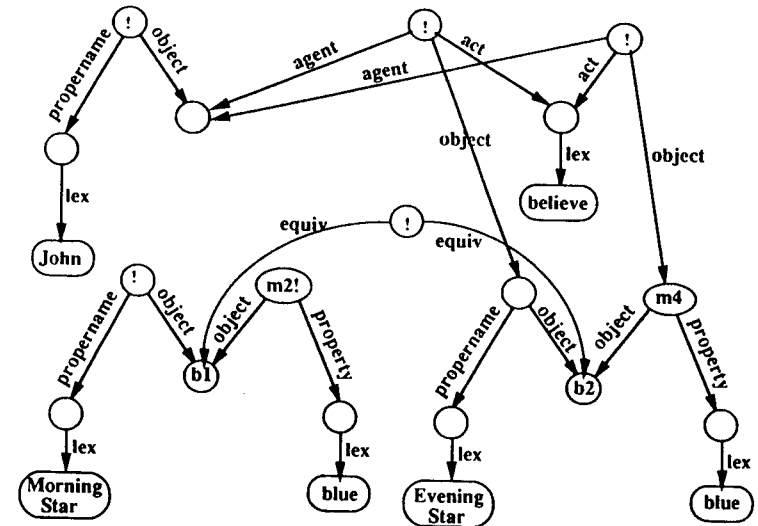 !
!
!
propername
object
agent
agent
act
act
object
object
lex
lex
believe
John
equiv
!
equiv
!
m2!
m4
propername
object
object
property
propername
object
object
property
b1
b2
lex
lex
lex
lex
Morning
Star
blue
Evening
Star
blue